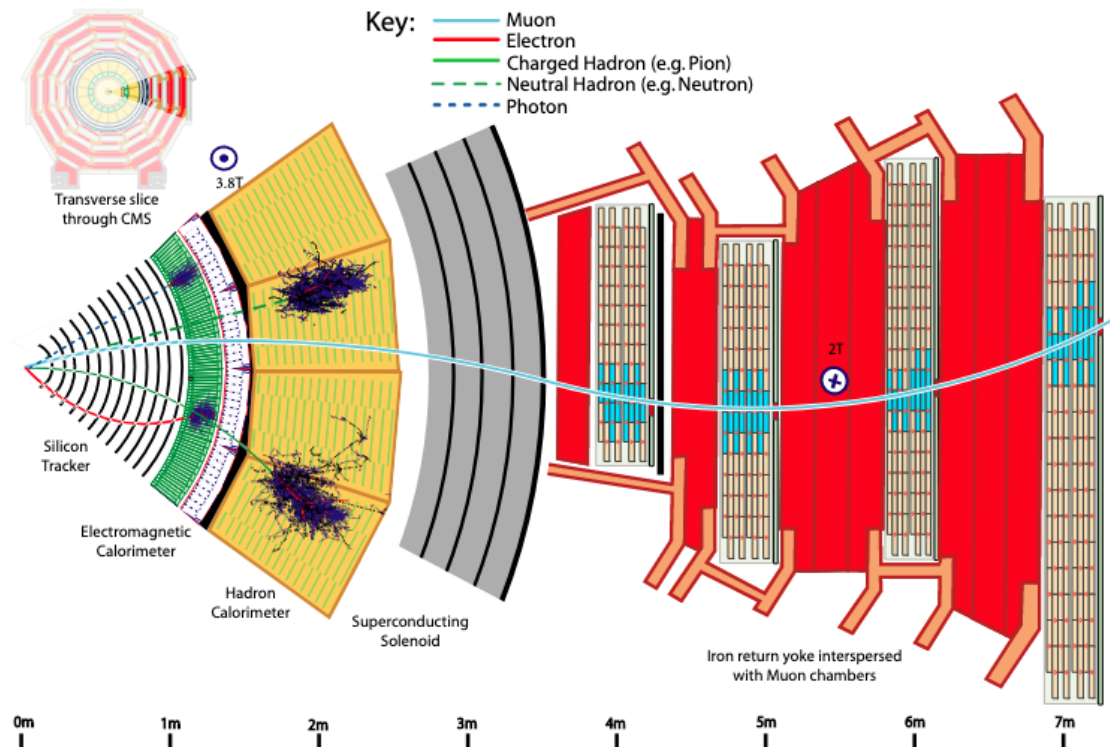 Key:
Muon
Electron
Charged Hadron (e.g. Pion)
Neutral Hadron (e.g. Neutron)
Photon
Transverse slice
through CMS
3.8T
2T
Silicon
Tracker
Electromagnetic
Calorimeter
Hadron
Calorimeter
Superconducting
Solenoid
Iron return yoke interspersed
with Muon chambers
0m
1m
2m
3m
4m
5m
6m
7m